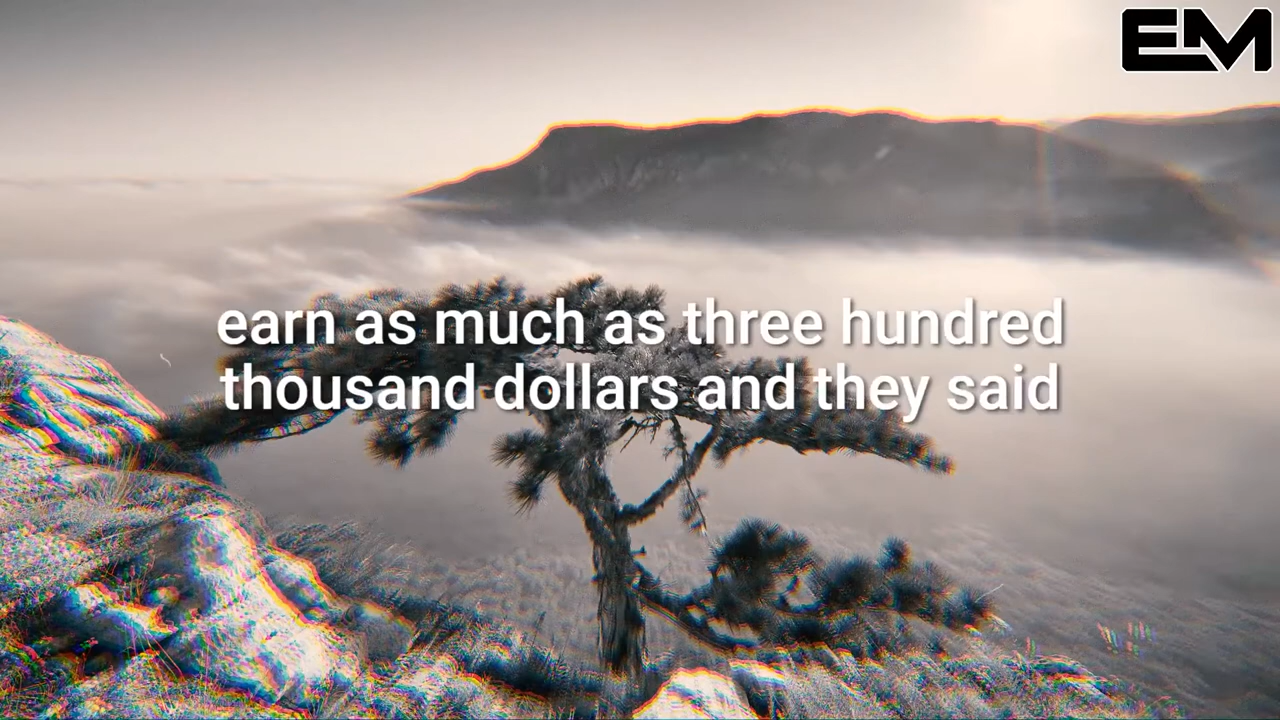 EM
earn as much as three hundred
thousand dollars and they said